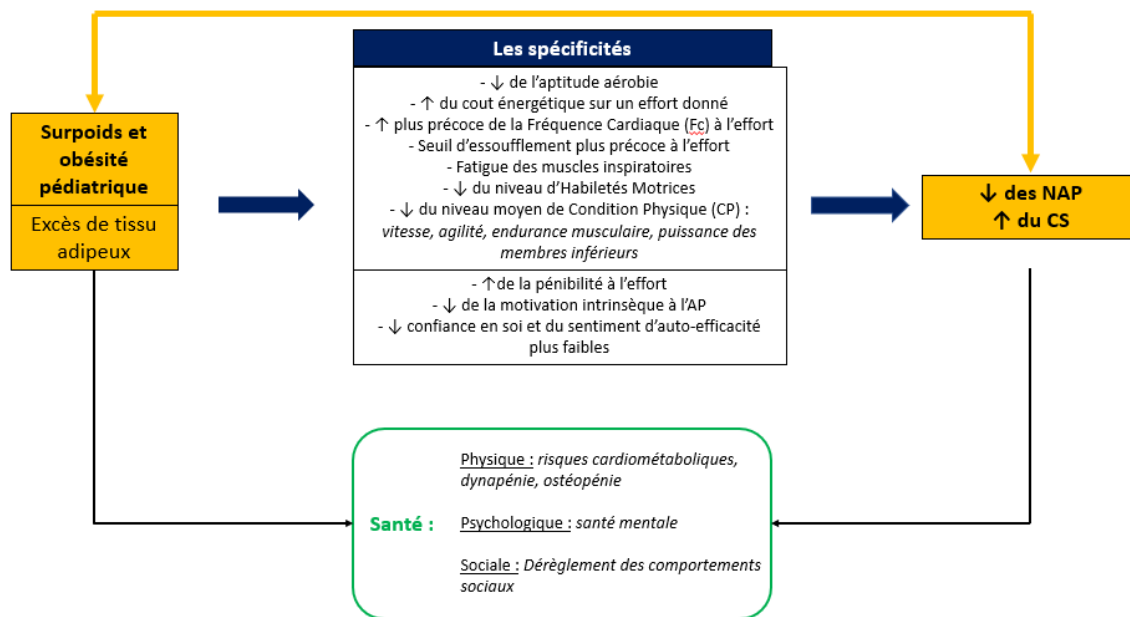 Les spécificités
- ↓ de l’aptitude aérobie
- ↑ du cout énergétique sur un effort donné
- ↑ plus précoce de la Fréquence Cardiaque (Fc) à l’effort
- Seuil d’essoufflement plus précoce à l’effort
- Fatigue des muscles inspiratoires
- ↓ du niveau d’Habiletés Motrices
- ↓ du niveau moyen de Condition Physique (CP) :
vitesse, agilité, endurance musculaire, puissance des
membres inférieurs
- ↑de la pénibilité à l’effort
- ↓ de la motivation intrinsèque à l’AP
- ↓ confiance en soi et du sentiment d’auto-efficacité
plus faibles
Surpoids et
obésité
pédiatrique
Excès de tissu
adipeux
↓ des NAP
↑ du CS
Santé :
Physique : risques cardiométaboliques,
dynapénie, ostéopénie
Psychologique : santé mentale
Sociale : Dérèglement des comportements
sociaux